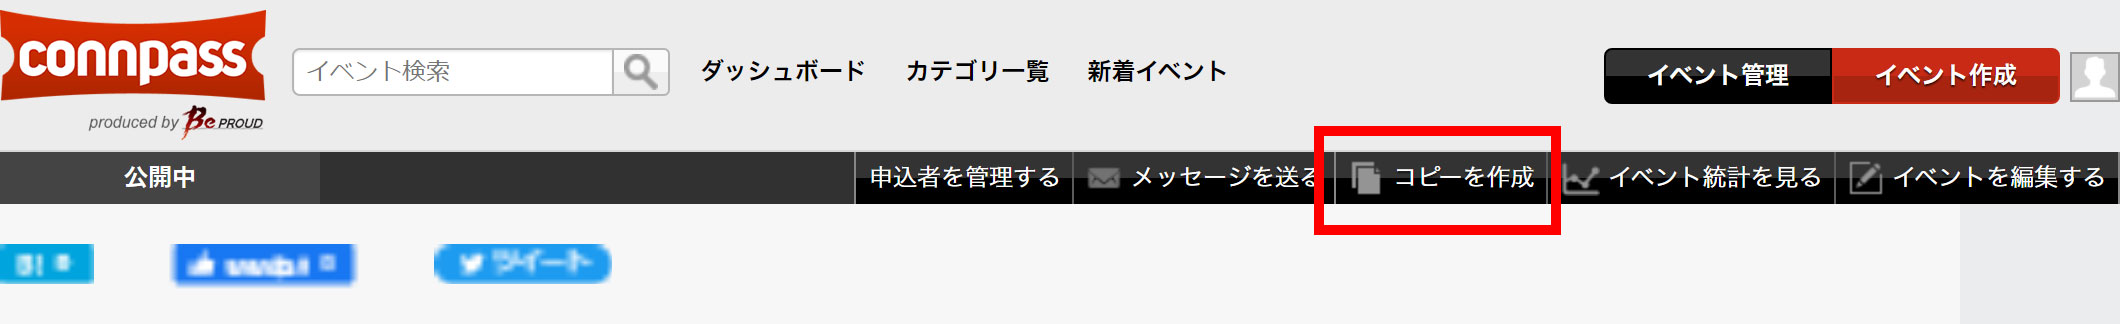 connpass
produced by Be PROUD
イベント検索
ダッシュボード カテゴリ一覧 新着イベント
イベント管理 イベント作成
公開中
申込者を管理する メッセージを送る コピーを作成 イベント統計を見る イベントを編集する
B! ツイート